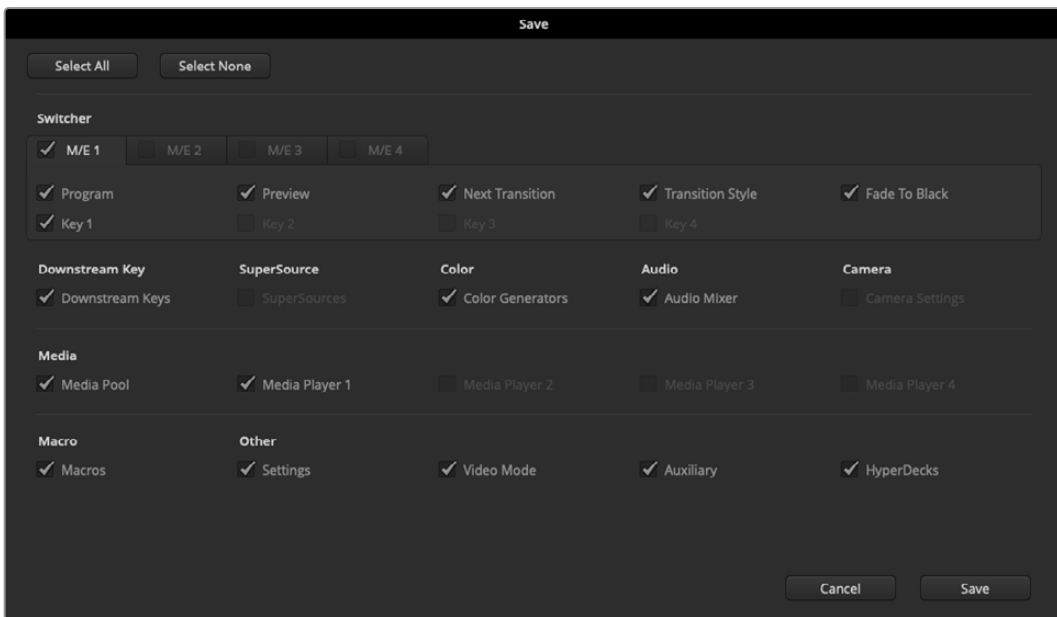 Save
Select All Select None
Switcher
M/E 1 M/E 2 M/E 3 M/E 4
Program Preview Next Transition Transition Style Fade To Black
Key 1 Key 2 Key 3 Key 4
Downstream Key SuperSource Color Audio Camera
Downstream Keys SuperSources Color Generators Audio Mixer Camera Settings
Media
Media Pool Media Player 1 Media Player 2 Media Player 3 Media Player 4
Macro Other
Macros Settings Video Mode Auxiliary HyperDecks
Cancel Save